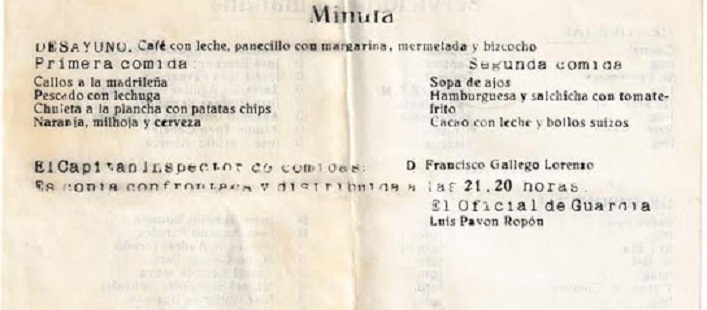 Minuta
DESAYUNO. Café con leche, panecillo con margarina, mermelada y bizcocho
Primera comida
Callos a la madrileña
Pescado con lechuga
Chuleta a la plancha con patatas chips
Naranja, milhoja y cerveza
Segunda comida
Sopa de ajos
Hamburguesa y salchicha con tomate-
frito
Cacao con leche y bollos suizos
El Capitan Inspector de comidas: D Francisco Gallego Lorenzo
Es copia confrontada y distribuida a las 21,20 horas.
El Oficial de Guardia
Luis Pavon Ropón